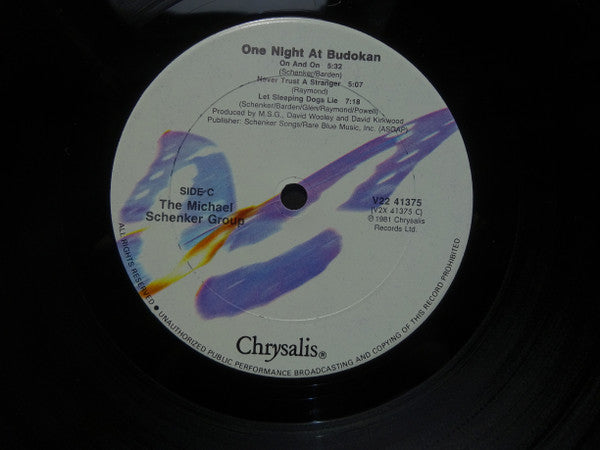 One Night At Budokan
On And On 5:32
(Schenker/Barden)
Never Trust A Stranger 5:07
(Raymond)
Let Sleeping Dogs Lie 7:18
(Schenker/Barden/Glen/Raymond/Powell)
Produced by M.S.G., David Wooley and David Kirkwood
Publisher: Schenker Songs/Rare Blue Music, Inc. (ASCAP)
SIDE-C
The Michael
Schenker Group
V22 41375
[V2X 41375 C]
℗ 1981 Chrysalis
Records Ltd.
Chrysalis®
ALL RIGHTS RESERVED ● UNAUTHORIZED PUBLIC PERFORMANCE BROADCASTING AND COPYING OF THIS RECORD PROHIBITED